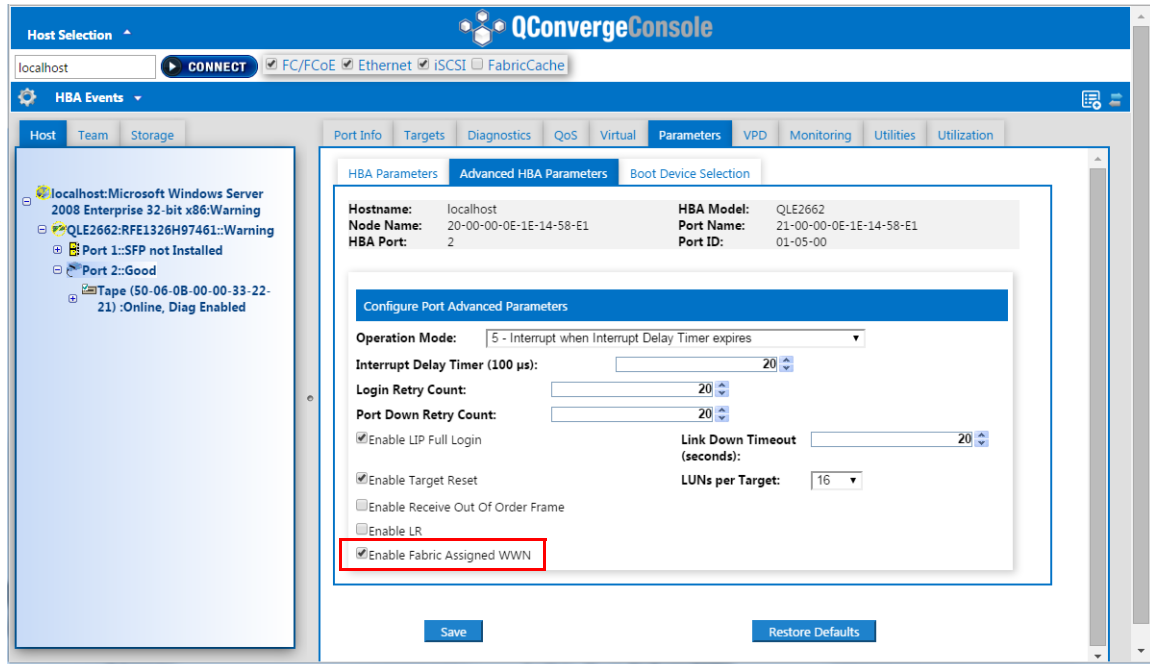 Host Selection
QConvergeConsole
localhost
CONNECT
FC/FCoE Ethernet iSCSI FabricCache
HBA Events
Host Team Storage
Port Info Targets Diagnostics QoS Virtual Parameters VPD Monitoring Utilities Utilization
localhost:Microsoft Windows Server
2008 Enterprise 32-bit x86:Warning
QLE2662:RFE1326H97461::Warning
Port 1::SFP not Installed
Port 2::Good
Tape (50-06-0B-00-00-33-22-
21) :Online, Diag Enabled
HBA Parameters Advanced HBA Parameters Boot Device Selection
Hostname: localhost HBA Model: QLE2662
Node Name: 20-00-00-0E-1E-14-58-E1 Port Name: 21-00-00-0E-1E-14-58-E1
HBA Port: 2 Port ID: 01-05-00
Configure Port Advanced Parameters
Operation Mode: 5 - Interrupt when Interrupt Delay Timer expires
Interrupt Delay Timer (100 µs): 20
Login Retry Count: 20
Port Down Retry Count: 20
Enable LIP Full Login Link Down Timeout 20
(seconds):
Enable Target Reset LUNs per Target: 16
Enable Receive Out Of Order Frame
Enable LR
Enable Fabric Assigned WWN
Save Restore Defaults